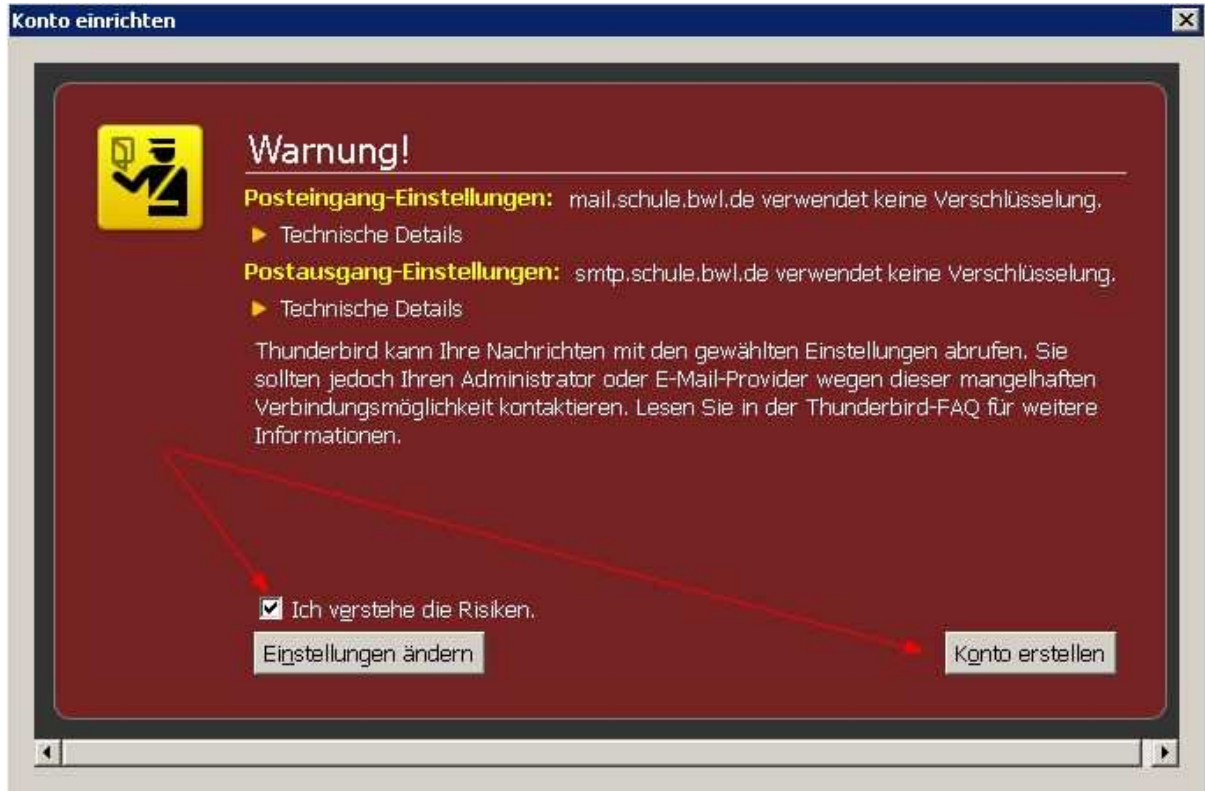 Konto einrichten
Warnung!
Posteingang-Einstellungen: mail.schule.bwl.de verwendet keine Verschlüsselung.
Technische Details
Postausgang-Einstellungen: smtp.schule.bwl.de verwendet keine Verschlüsselung.
Technische Details
Thunderbird kann Ihre Nachrichten mit den gewählten Einstellungen abrufen. Sie
sollten jedoch Ihren Administrator oder E-Mail-Provider wegen dieser mangelhaften
Verbindungsmöglichkeit kontaktieren. Lesen Sie in der Thunderbird-FAQ für weitere
Informationen.
Ich verstehe die Risiken.
Einstellungen ändern
Konto erstellen